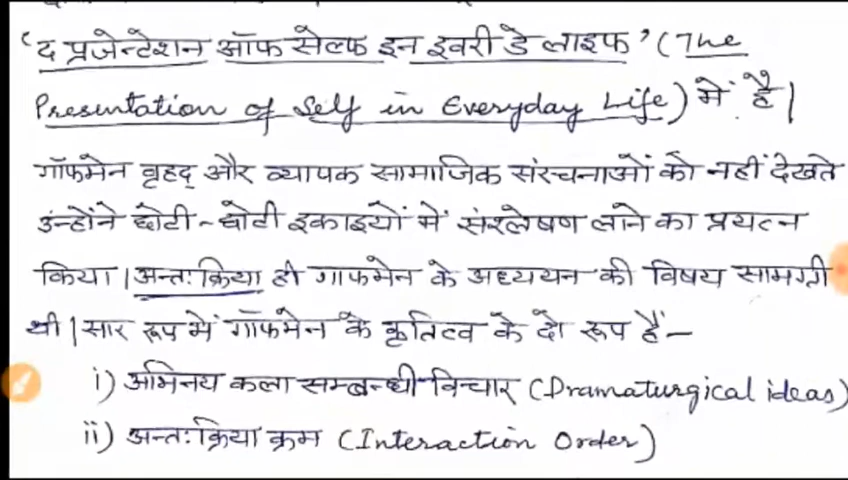 'द प्रजेन्टेशन ऑफ सेल्फ इन इवरी डे लाइफ' (The
Presentation of Self in Everyday Life) में है|
गॉफमेन वृहद् और व्यापक सामाजिक संरचनाओं को नहीं देखते
उंन्होंने छोटी-छोटी इकाइयों में संश्लेषण लाने का प्रयत्न
किया| अन्तःक्रिया ही गाफमेन के अध्ययन की विषय सामग्री
थी| सार रूप में गॉफमेन के कृतित्व के दो रूप हैं-
i) अभिनय कला सम्बन्धी विचार (Dramaturgical ideas)
ii) अन्तःक्रिया क्रम (Interaction Order)